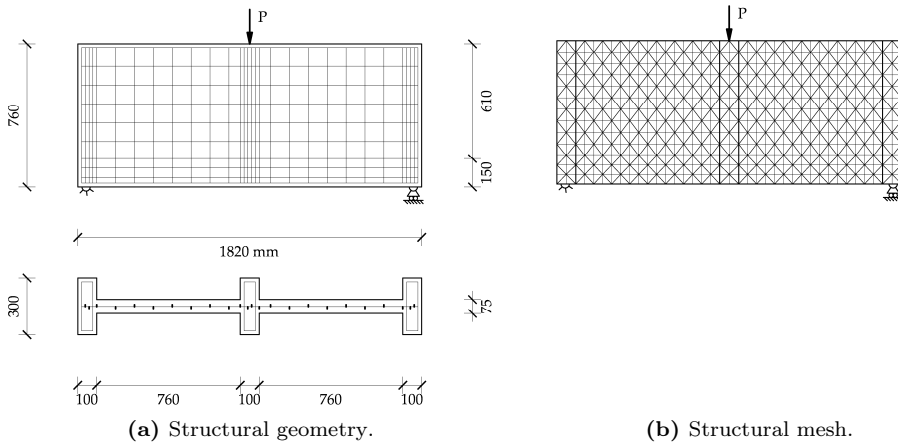 P
760
610
150
1820 mm
300
75
100 760 100 760 100
(a) Structural geometry.
P
(b) Structural mesh.